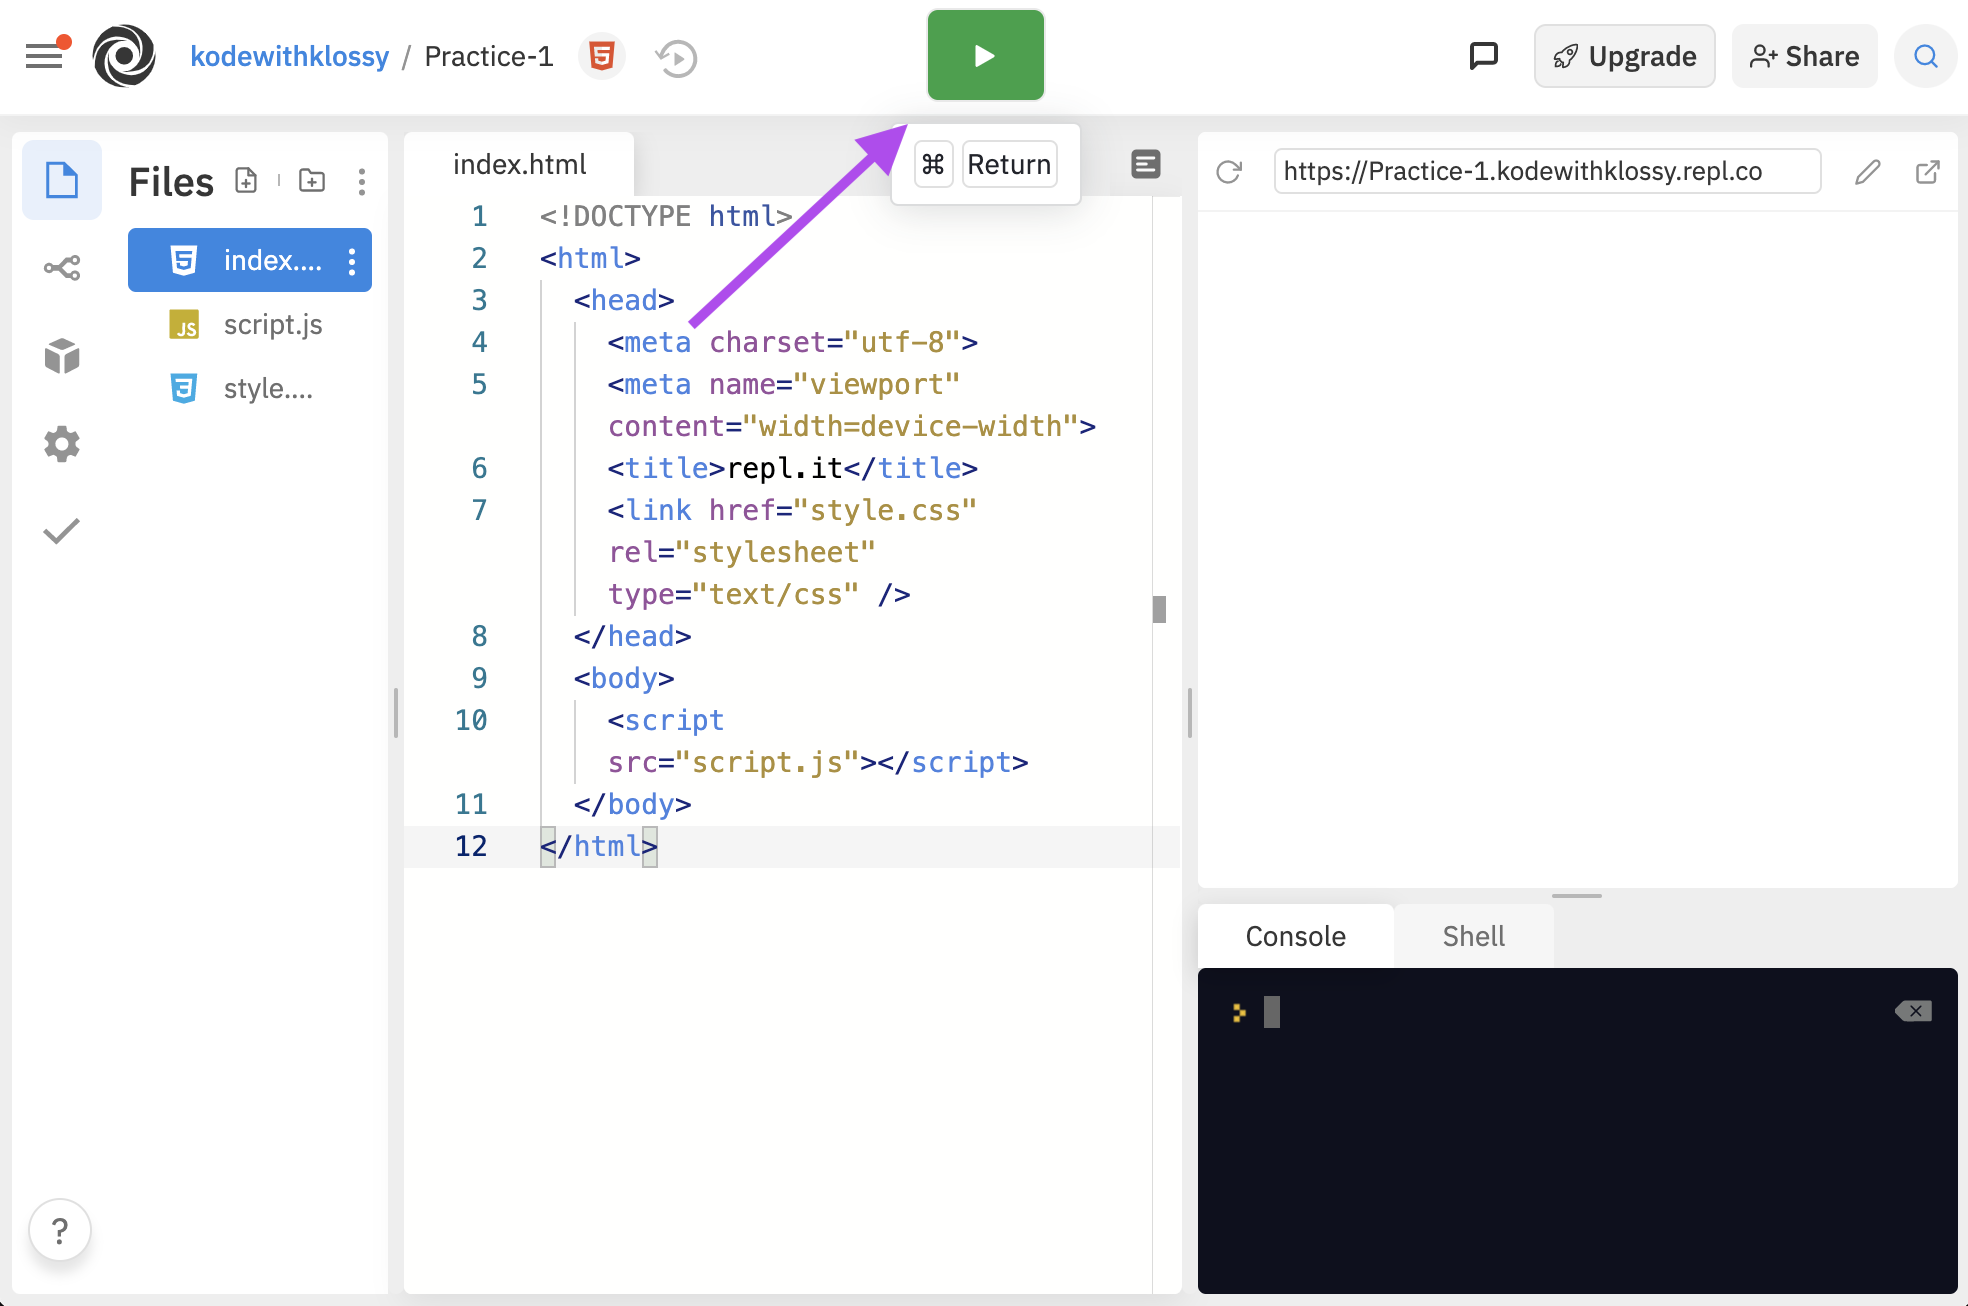 kodewithklossy / Practice-1
Upgrade
Share
⌘ Return
Files
index....
JS script.js
style....
index.html
https://Practice-1.kodewithklossy.repl.co
1 <!DOCTYPE html>
2 <html>
3 <head>
4 <meta charset="utf-8">
5 <meta name="viewport"
content="width=device-width">
6 <title>repl.it</title>
7 <link href="style.css"
rel="stylesheet"
type="text/css" />
8 </head>
9 <body>
10 <script
src="script.js"></script>
11 </body>
12 </html>
Console
Shell
?